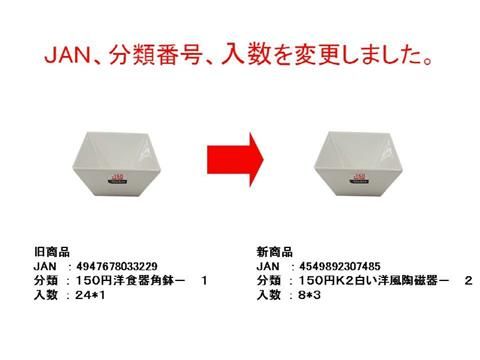 JAN、分類番号、入数を変更しました。
旧商品
JAN ：4947678033229
分類：150円洋食器角鉢ー　1
入数：24*1
新商品
JAN ：4549892307485
分類：150円K2白い洋風陶磁器ー　2
入数：8*3